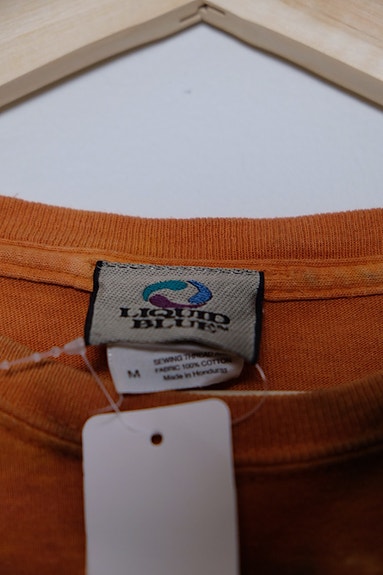 LIQUID
BLUE
M
SEWING THREAD
FABRIC 100% COTTON
Made in Honduras